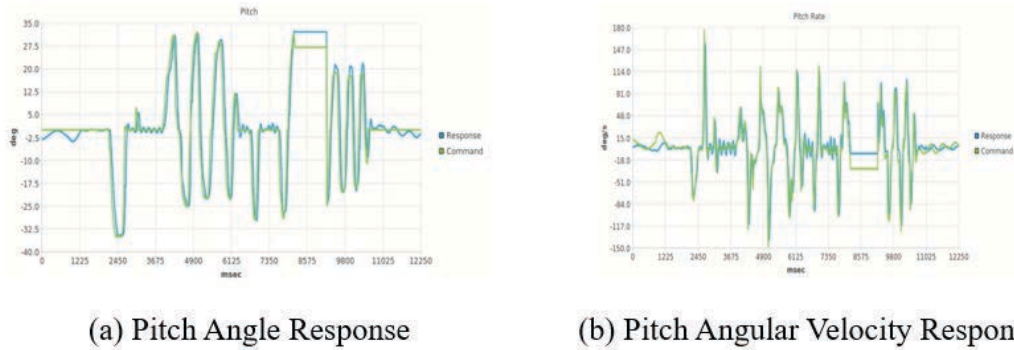 Pitch
35.0
27.5
20.0
12.5
5.0
-2.5
-10.0
-17.5
-25.0
-32.5
-40.0
deg
0 1225 2450 3675 4900 6125 7350 8575 9800 11025 12250
msec
Response
Command
Pitch Rate
180.0
147.0
114.0
81.0
48.0
15.0
-18.0
-51.0
-84.0
-117.0
-150.0
deg/s
0 1225 2450 3675 4900 6125 7350 8575 9800 11025 12250
msec
Response
Command
(a) Pitch Angle Response
(b) Pitch Angular Velocity Respon